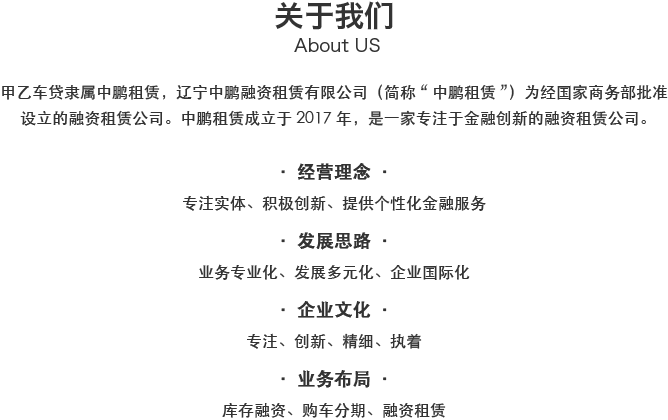 关于我们
About US
甲乙车贷隶属中鹏租赁，辽宁中鹏融资租赁有限公司（简称“中鹏租赁”）为经国家商务部批准
设立的融资租赁公司。中鹏租赁成立于 2017 年，是一家专注于金融创新的融资租赁公司。
· 经营理念 ·
专注实体、积极创新、提供个性化金融服务
· 发展思路 ·
业务专业化、发展多元化、企业国际化
· 企业文化 ·
专注、创新、精细、执着
· 业务布局 ·
库存融资、购车分期、融资租赁